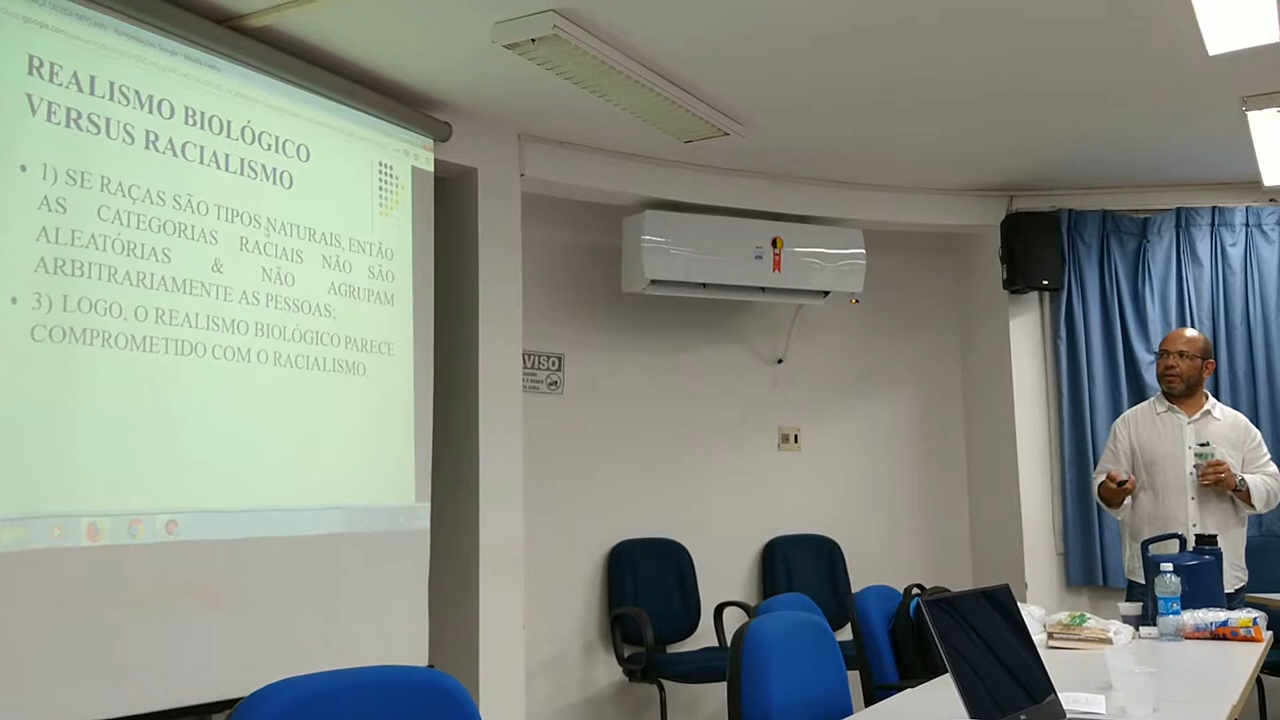 REALISMO BIOLÓGICO
VERSUS RACIALISMO
• 1) SE RAÇAS SÃO TIPOS NATURAIS, ENTÃO
AS CATEGORIAS RACIAIS NÃO SÃO
ALEATÓRIAS & NÃO AGRUPAM
ARBITRARIAMENTE AS PESSOAS;
• 3) LOGO, O REALISMO BIOLÓGICO PARECE
COMPROMETIDO COM O RACIALISMO.
VISO